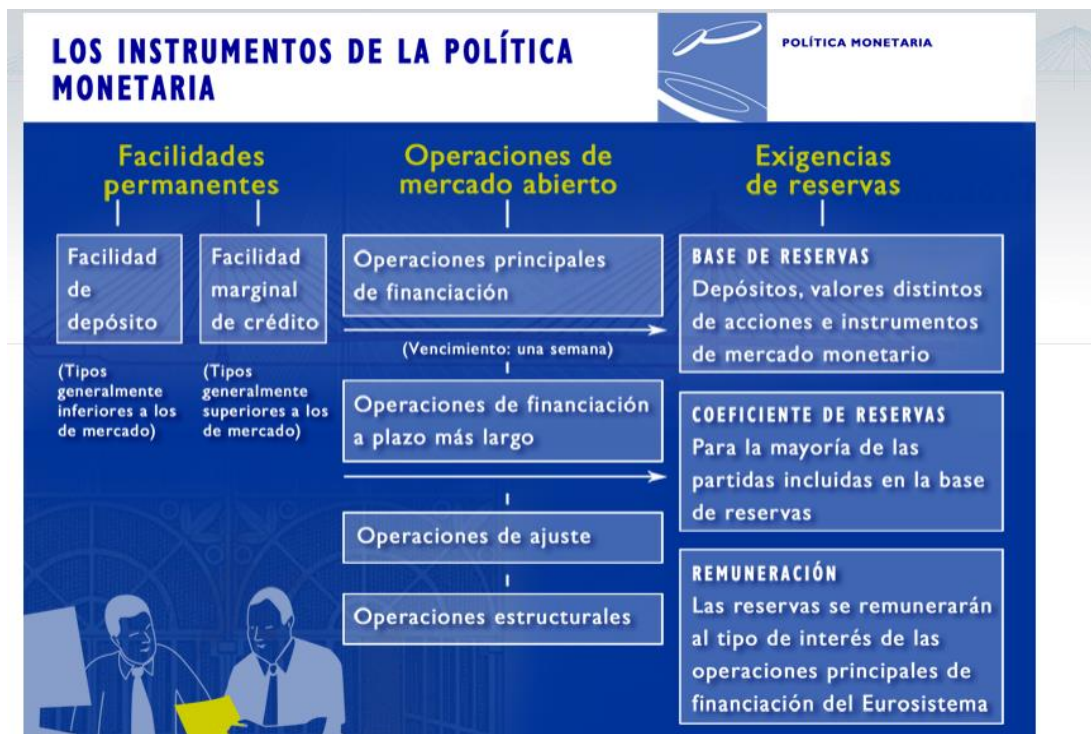 LOS INSTRUMENTOS DE LA POLÍTICA
MONETARIA
POLÍTICA MONETARIA
Facilidades
permanentes
Facilidad
de
depósito
(Tipos
generalmente
inferiores a los
de mercado)
Facilidad
marginal
de crédito
(Tipos
generalmente
superiores a los
de mercado)
Operaciones de
mercado abierto
Operaciones principales
de financiación
(Vencimiento: una semana)
Operaciones de financiación
a plazo más largo
Operaciones de ajuste
Operaciones estructurales
Exigencias
de reservas
BASE DE RESERVAS
Depósitos, valores distintos
de acciones e instrumentos
de mercado monetario
COEFICIENTE DE RESERVAS
Para la mayoría de las
partidas incluidas en la base
de reservas
REMUNERACIÓN
Las reservas se remunerarán
al tipo de interés de las
operaciones principales de
financiación del Eurosistema